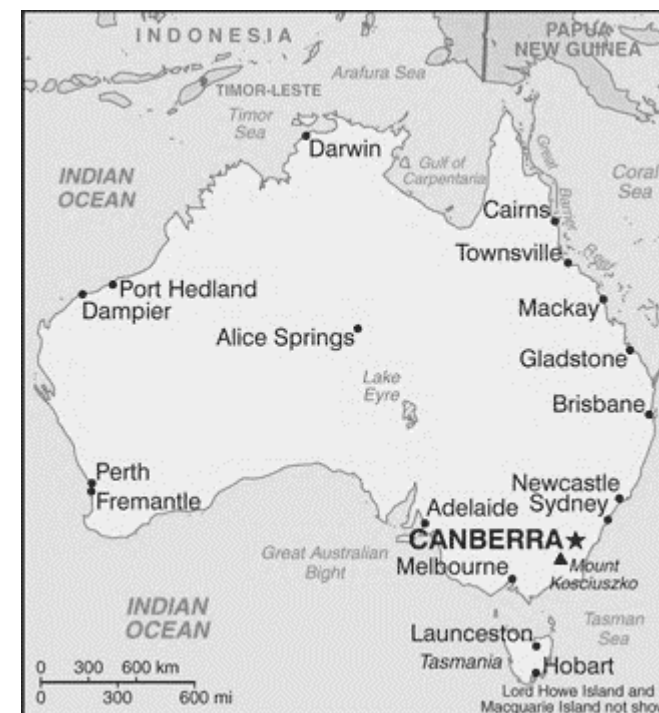 INDONESIA
PAPUA
NEW GUINEA
Arafura Sea
TIMOR-LESTE
Timor
Sea
Darwin
Gulf of
Carpentaria
Great
Barrier
Reef
Coral
Sea
INDIAN
OCEAN
Cairns
Townsville
Port Hedland
Dampier
Mackay
Alice Springs
Gladstone
Lake
Eyre
Brisbane
Perth
Fremantle
Newcastle
Sydney
Adelaide
CANBERRA
Great Australian
Bight
Melbourne
Mount
Kosciuszko
INDIAN
OCEAN
Tasman
Sea
Launceston
Tasmania
Hobart
0 300 600 km
0 300 600 mi
Lord Howe Island and
Macquarie Island not show